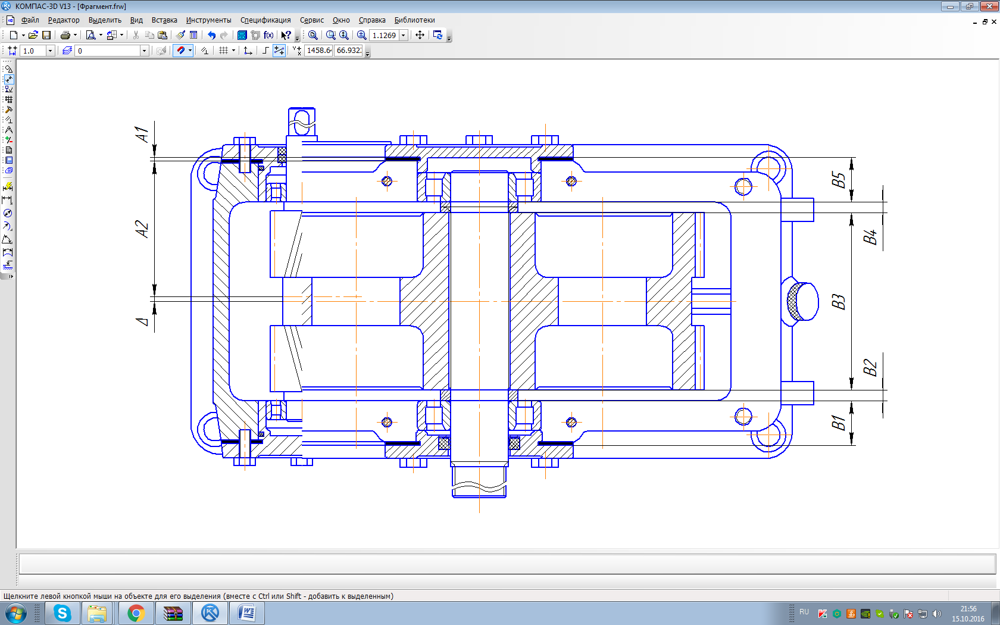 КОМПАС-3D V13 - [Фрагмент.frw]
Файл Редактор Выделить Вид Вставка Инструменты Спецификация Сервис Окно Справка Библиотеки
f(x) 1.1269
1.0 0 1458.6 66.932
A1
A2
Δ
B5
B4
B3
B2
B1
Щелкните левой кнопкой мыши на объекте для его выделения (вместе с Ctrl или Shift - добавить к выделенным)
RU
21:56
15.10.2016